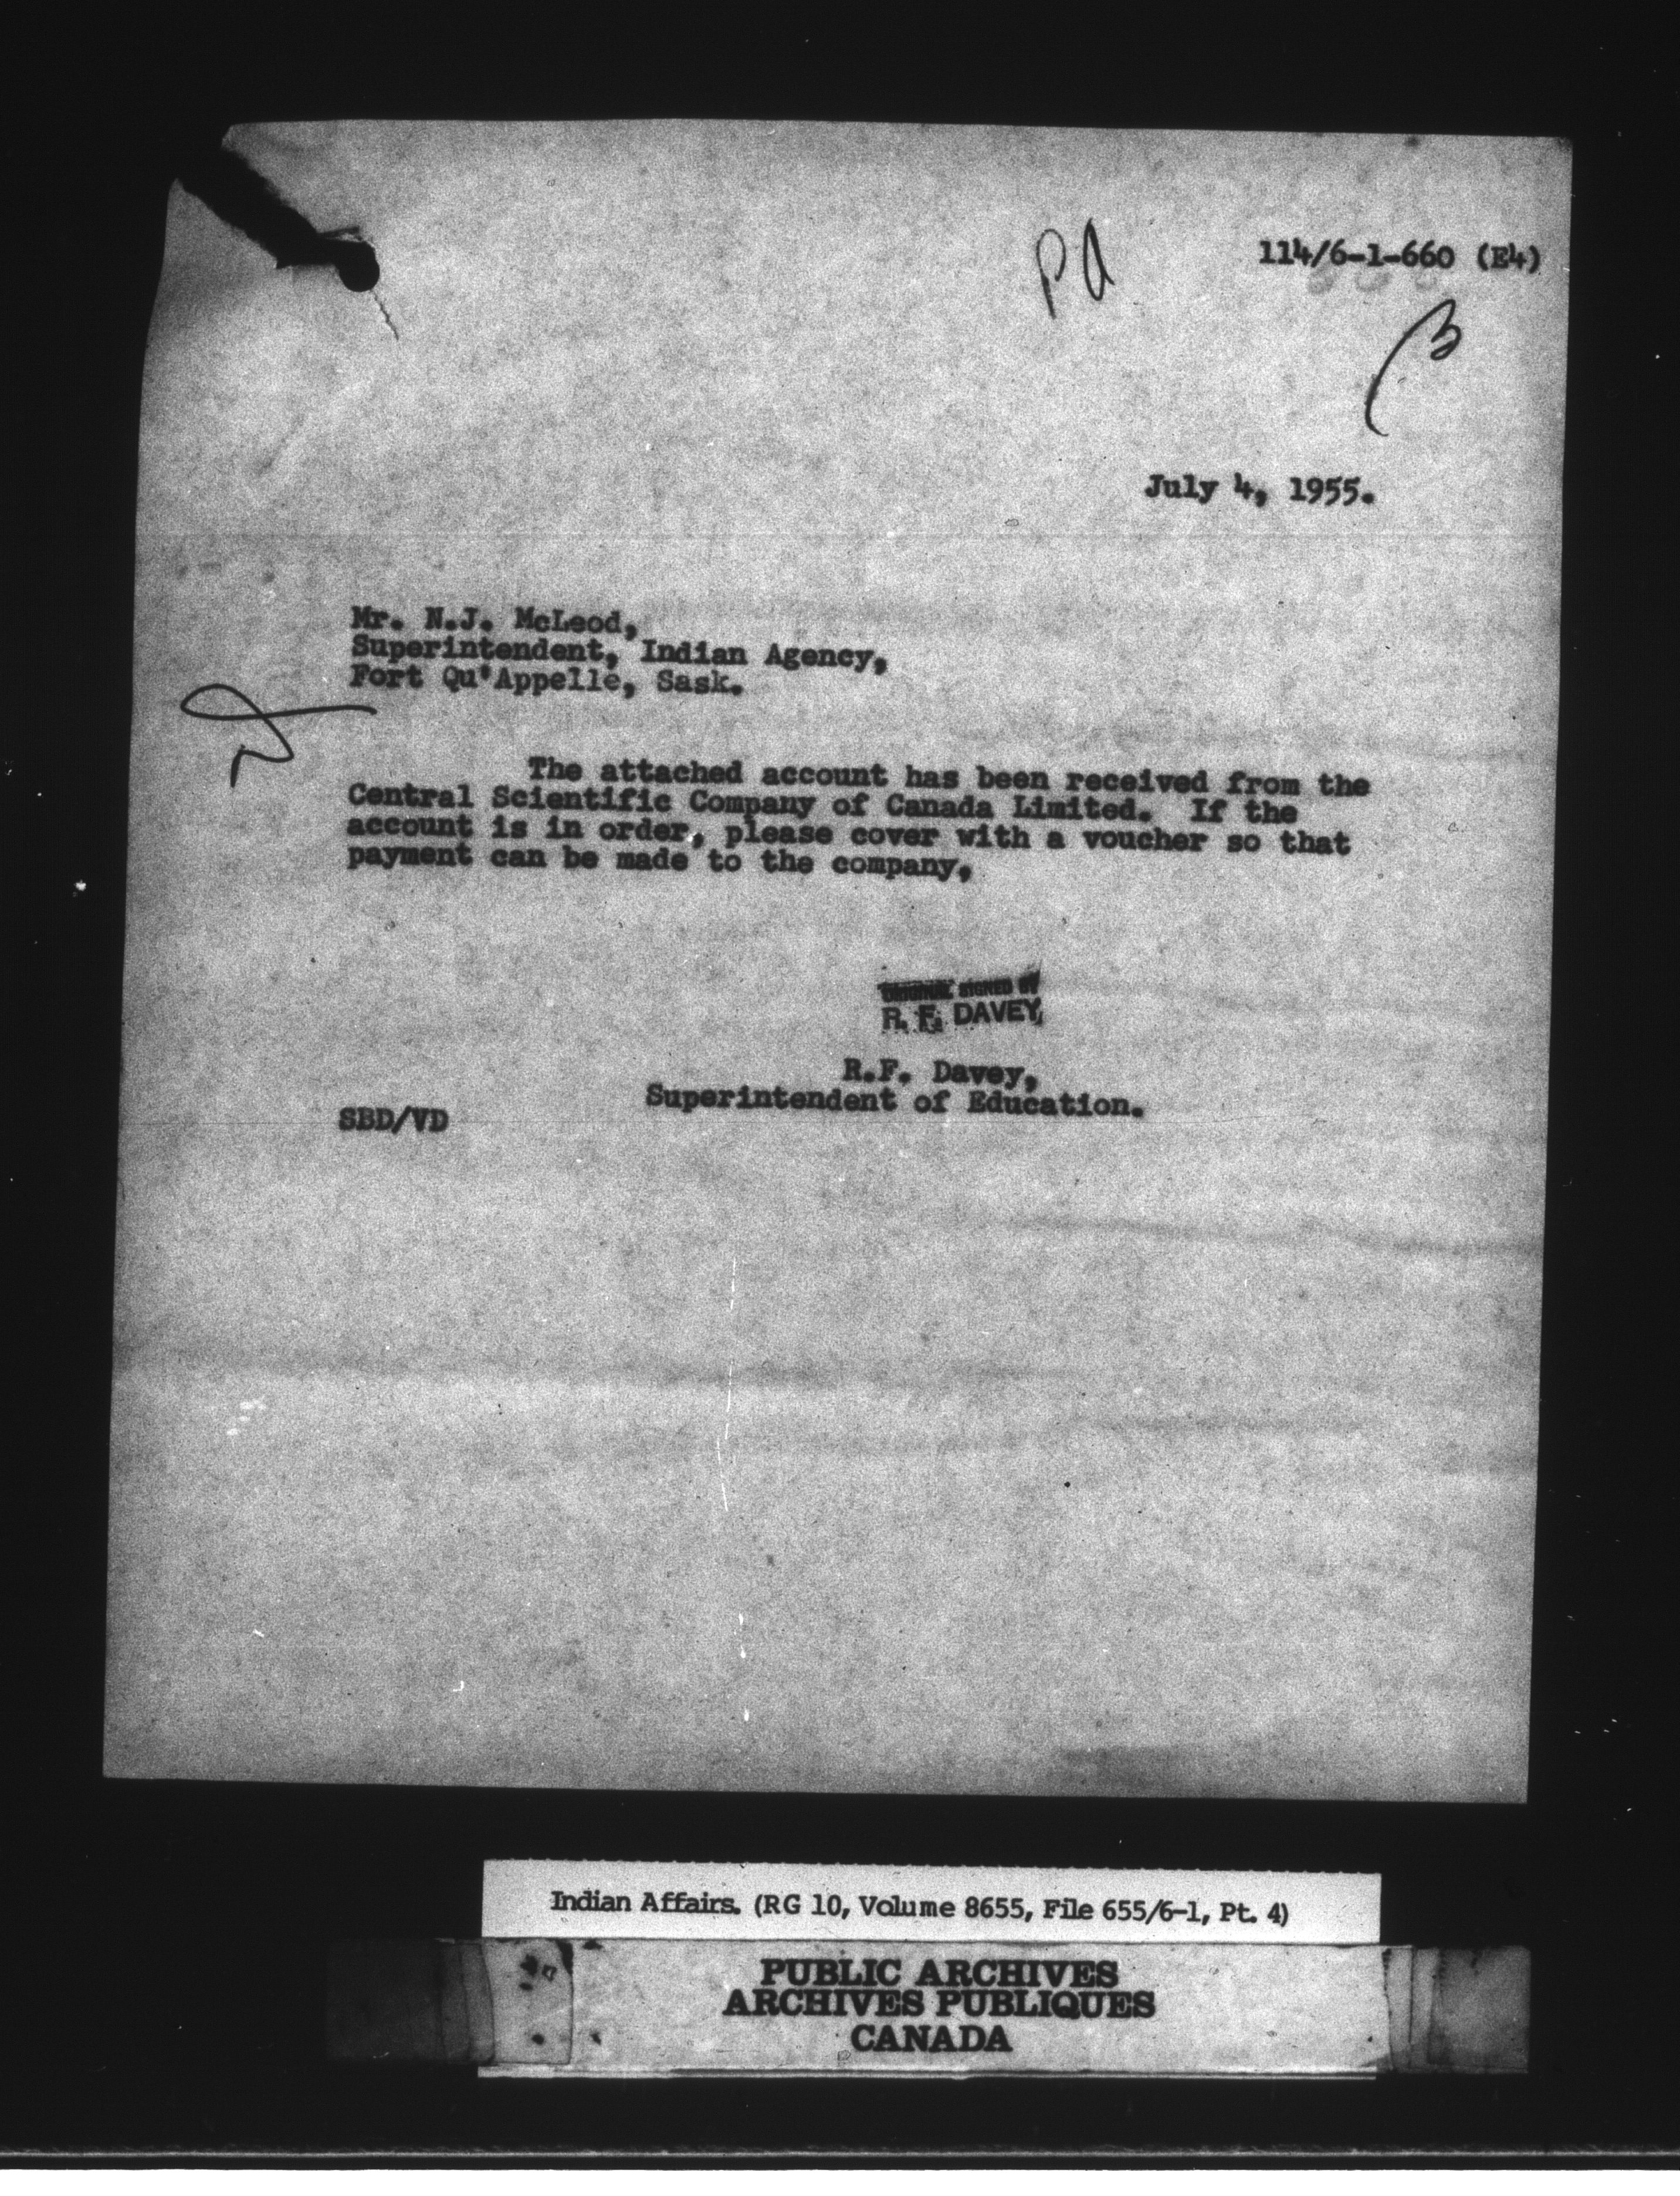 PA
114/6-1-660 (E4)
July 4, 1955.
Mr. N.J. McLeod,
Superintendent, Indian Agency,
Fort Qu'Appelle, Sask.
The attached account has been received from the
Central Scientific Company of Canada Limited. If the
account is in order, please cover with a voucher so that
payment can be made to the company.
ORIGINAL SIGNED BY
R. F. DAVEY
R.F. Davey,
Superintendent of Education.
SBD/VD
Indian Affairs. (RG 10, Volume 8655, File 655/6-1, Pt. 4)
PUBLIC ARCHIVES
ARCHIVES PUBLIQUES
CANADA